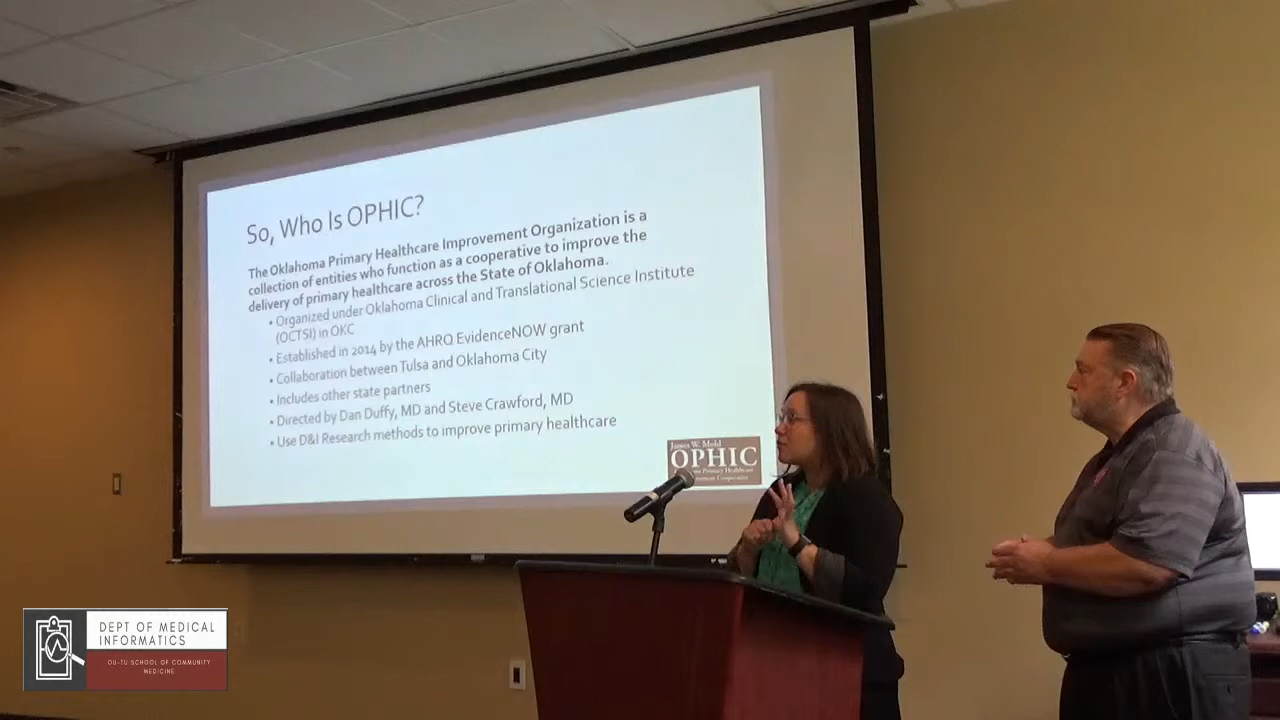 So, Who Is OPHIC?
The Oklahoma Primary Healthcare Improvement Organization is a
collection of entities who function as a cooperative to improve the
delivery of primary healthcare across the State of Oklahoma.
• Organized under Oklahoma Clinical and Translational Science Institute
(OCTSI) in OKC
• Established in 2014 by the AHRQ EvidenceNOW grant
• Collaboration between Tulsa and Oklahoma City
• Includes other state partners
• Directed by Dan Duffy, MD and Steve Crawford, MD
• Use D&I Research methods to improve primary healthcare
James W. Mold
OPHIC
Primary Healthcare
Cooperative
DEPT OF MEDICAL
INFORMATICS
OU-TU SCHOOL OF COMMUNITY
MEDICINE